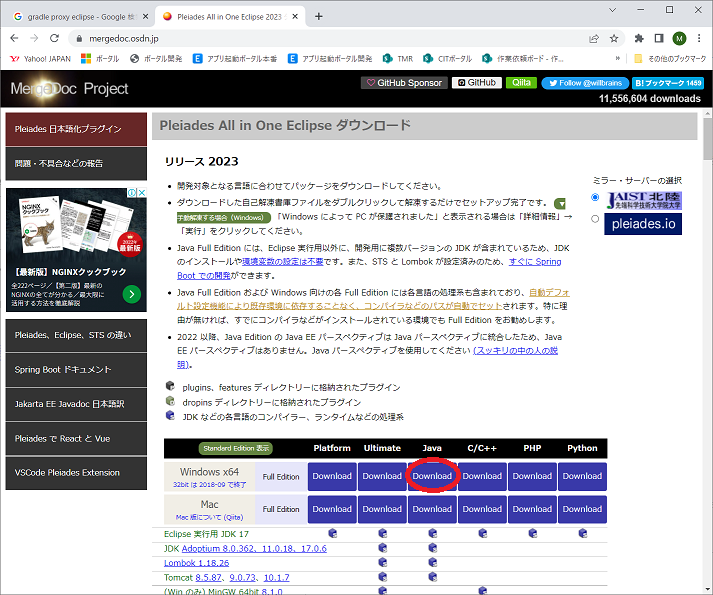 gradle proxy eclipse - Google 検
Pleiades All in One Eclipse ダウ
mergedoc.osdn.jp
M
Yahoo! JAPAN ポータル ポータル開発 アプリ起動ポータル本番 アプリ起動ポータル開発 TMR CITポータル 作業依頼ボード - 作... » その他のブックマーク
MergeDoc Project
GitHub Sponsor GitHub Qiita Follow @willbrains B!ブックマーク 1459
11,556,604 downloads
Pleiades 日本語化プラグイン
問題・不具合などの報告
NGINX
クックブック
2022年
最新版
【最新版】NGINXクックブック
全222ページ／【第二版】最新の
NGINXの全てが分かる／最大限に
活用する方法を徹底解説
Pleiades、Eclipse、STS の違い
Spring Boot ドキュメント
Jakarta EE Javadoc 日本語訳
Pleiades で React と Vue
VSCode Pleiades Extension
Pleiades All in One Eclipse ダウンロード
リリース 2023
ミラー・サーバーの選択
JAIST 北陸
先端科学技術大学院大学
pleiades.io
開発対象となる言語に合わせてパッケージをダウンロードしてください。
ダウンロードした自己解凍書庫ファイルをダブルクリックして解凍するだけでセットアップ完了です。 ▼
手動解凍する場合（Windows） 「Windows によって PC が保護されました」と表示される場合は「詳細情報」→
「実行」をクリックしてください。
Java Full Edition には、Eclipse 実行用以外に、開発用に複数バージョンの JDK が含まれているため、JDK
のインストールや環境変数の設定は不要です。また、STS と Lombok が設定済みのため、すぐに Spring
Boot での開発ができます。
Java Full Edition および Windows 向けの各 Full Edition には各言語の処理系も含まれており、自動デフォ
ルト設定機能により既存環境に依存することなく、コンパイラなどのパスが自動でセットされます。特に理
由が無ければ、すでにコンパイラなどがインストールされている環境でも Full Edition をお勧めします。
2022 以降、Java Edition の Java EE パースペクティブは Java パースペクティブに統合したため、Java
EE パースペクティブはありません。Java パースペクティブを使用してください (スッキリの中の人の説
明)。
plugins、features ディレクトリーに格納されたプラグイン
dropins ディレクトリーに格納されたプラグイン
JDK などの各言語のコンパイラー、ランタイムなどの処理系
Standard Edition 表示 Platform Ultimate Java C/C++ PHP Python
Windows x64
32bit は 2018-09 で終了
Full Edition Download Download Download Download Download Download
Mac
Mac 版について (Qiita)
Full Edition Download Download Download Download Download Download
Eclipse 実行用 JDK 17
JDK Adoptium 8.0.362、11.0.18、17.0.6
Lombok 1.18.26
Tomcat 8.5.87、9.0.73、10.1.7
(Win のみ) MinGW 64bit 8.1.0